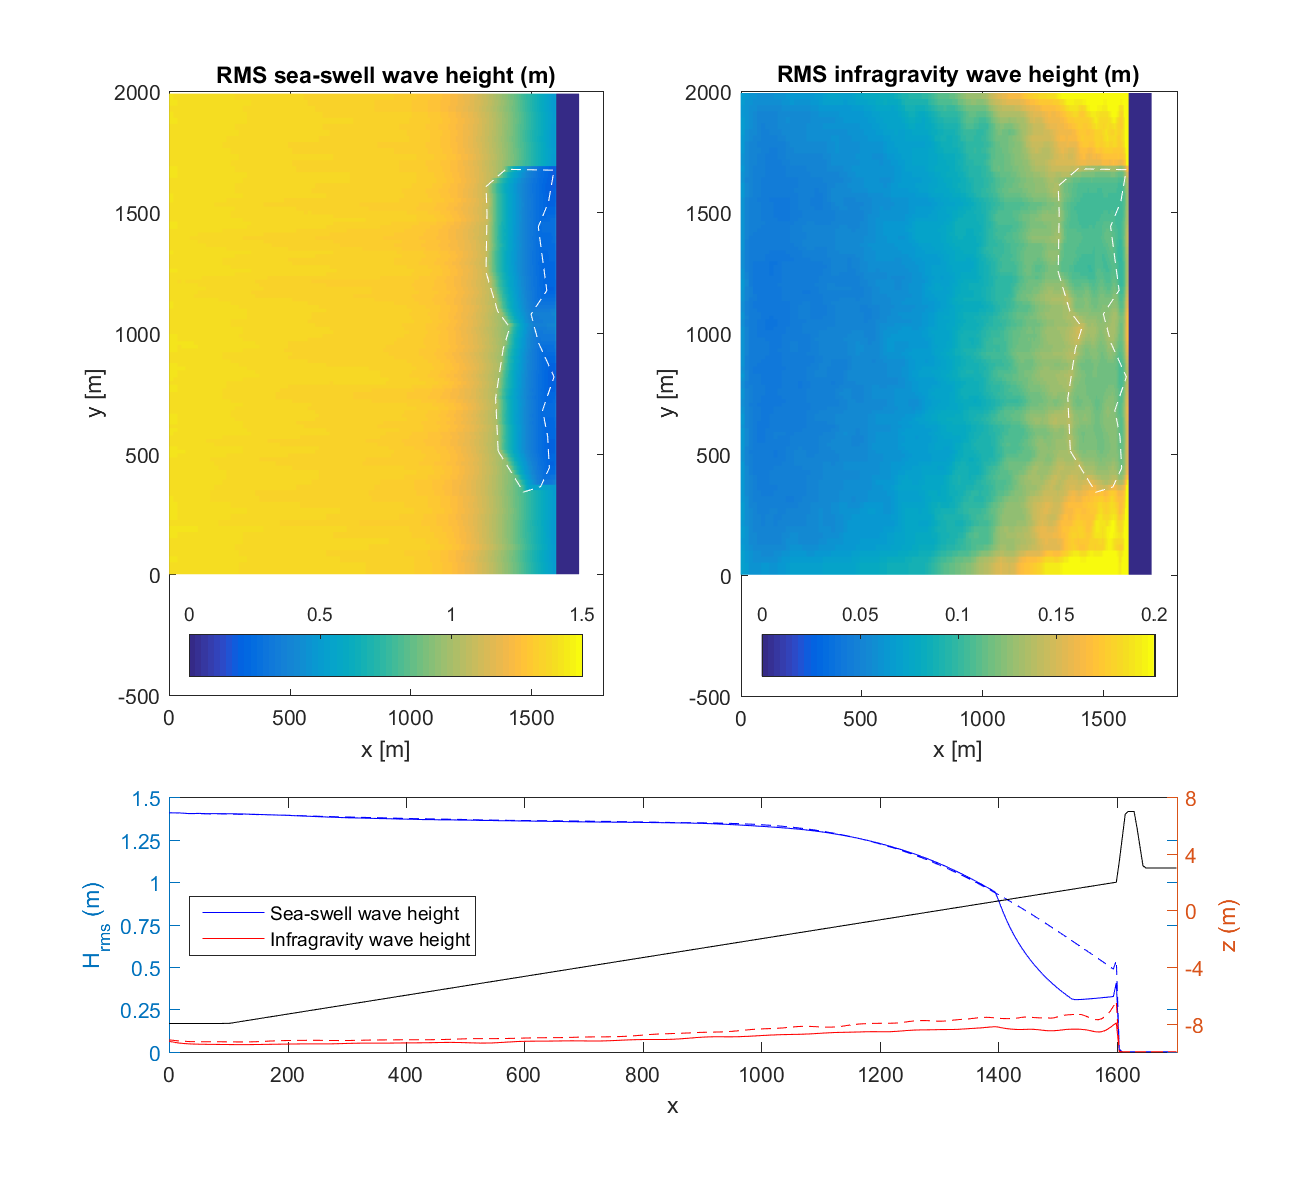 RMS sea-swell wave height (m)
2000
1500
1000
500
0
-500
y [m]
0 0.5 1 1.5
0 500 1000 1500
x [m]
RMS infragravity wave height (m)
2000
1500
1000
500
0
-500
y [m]
0 0.05 0.1 0.15 0.2
0 500 1000 1500
x [m]
1.5
1.25
1
0.75
0.5
0.25
0
Hrms (m)
Sea-swell wave height
Infragravity wave height
8
4
0
-4
-8
z (m)
0 200 400 600 800 1000 1200 1400 1600
x